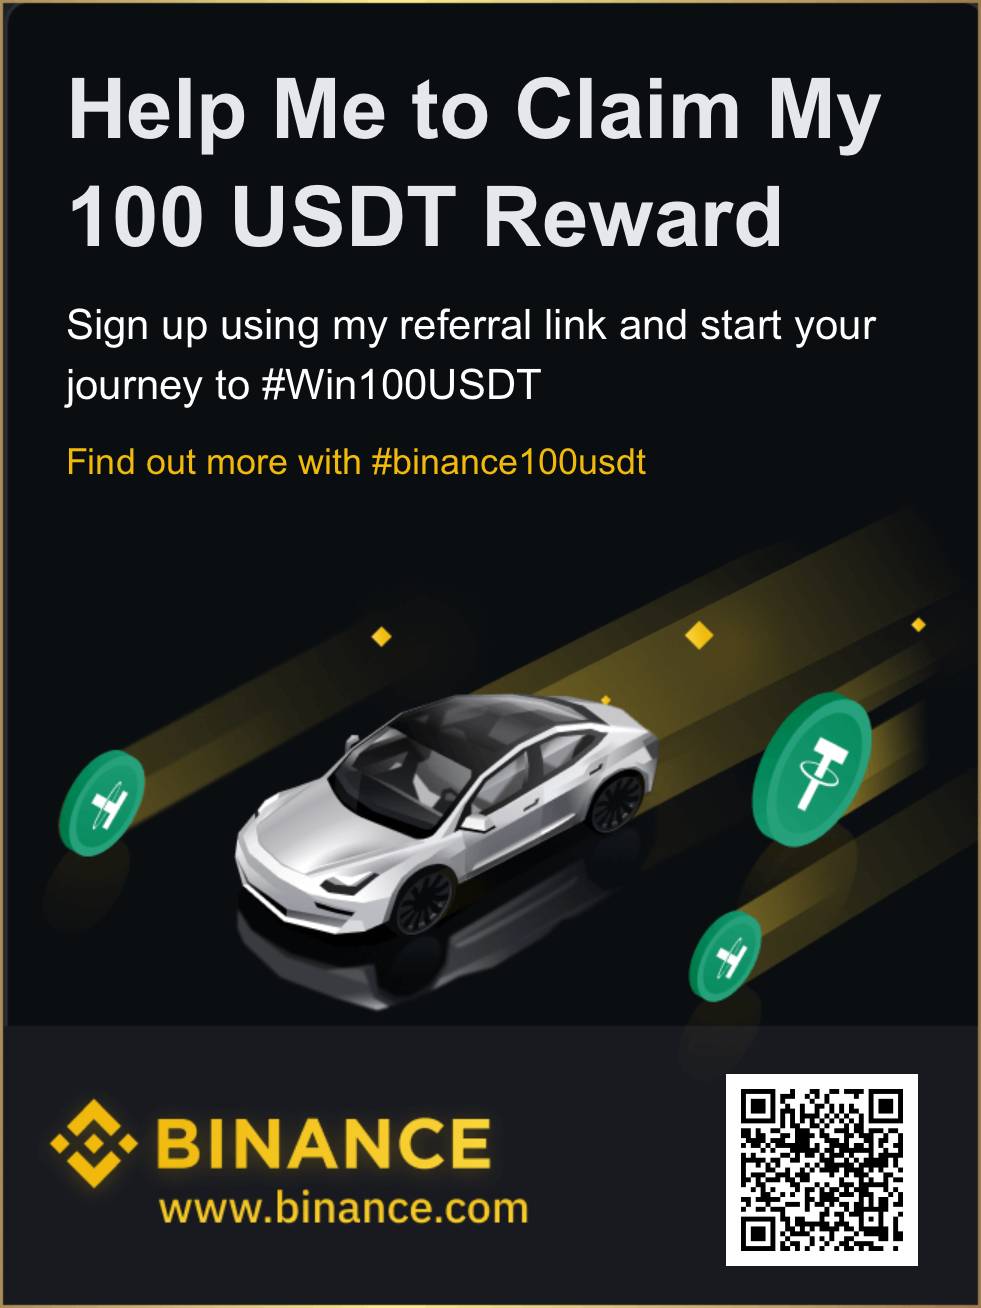 Help Me to Claim My
100 USDT Reward
Sign up using my referral link and start your
journey to #Win100USDT
Find out more with #binance100usdt
BINANCE
www.binance.com